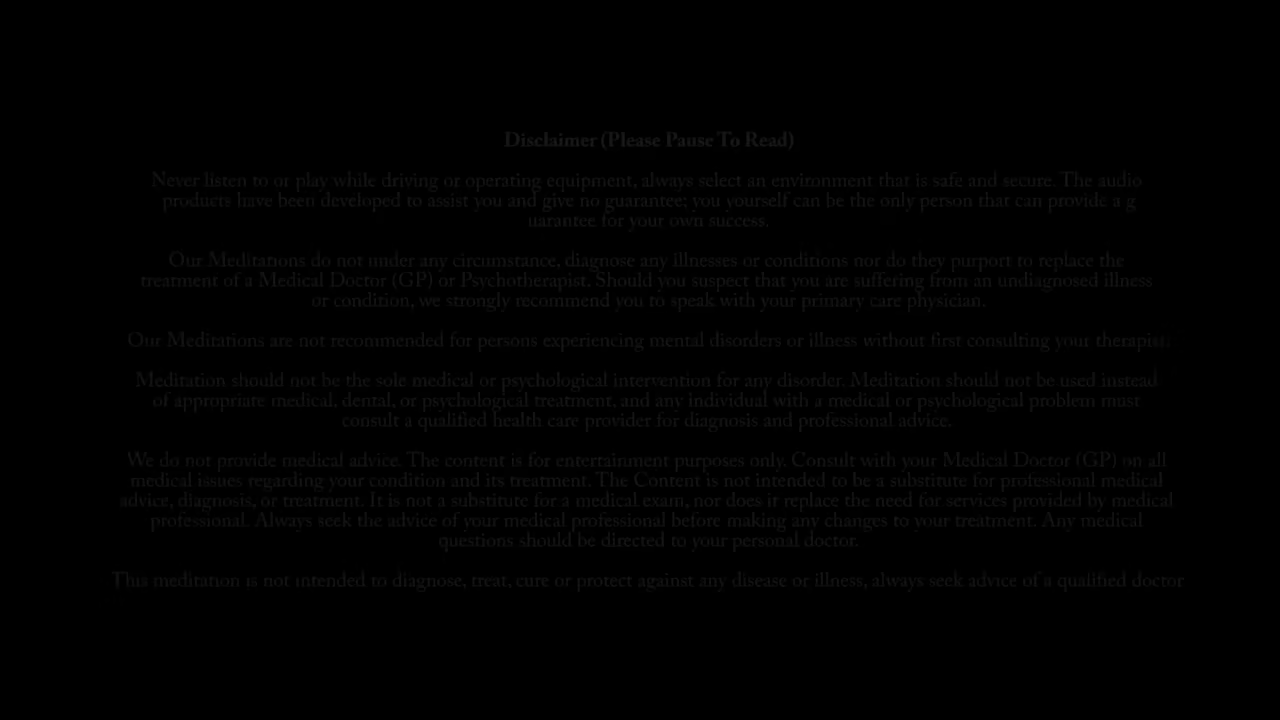 Disclaimer (Please Pause To Read)
Never listen to or play while driving or operating equipment, always select an environment that is safe and secure. The audio
products have been developed to assist you and give no guarantee; you yourself can be the only person that can provide a g
uarantee for your own success.
Our Meditations do not under any circumstance, diagnose any illnesses or conditions nor do they purport to replace the
treatment of a Medical Doctor (GP) or Psychotherapist. Should you suspect that you are suffering from an undiagnosed illness
or condition, we strongly recommend you to speak with your primary care physician.
Our Meditations are not recommended for persons experiencing mental disorders or illness without first consulting your therapist.
Meditation should not be the sole medical or psychological intervention for any disorder. Meditation should not be used instead
of appropriate medical, dental, or psychological treatment, and any individual with a medical or psychological problem must
consult a qualified health care provider for diagnosis and professional advice.
We do not provide medical advice. The content is for entertainment purposes only. Consult with your Medical Doctor (GP) on all
medical issues regarding your condition and its treatment. The Content is not intended to be a substitute for professional medical
advice, diagnosis, or treatment. It is not a substitute for a medical exam, nor does it replace the need for services provided by medical
professional. Always seek the advice of your medical professional before making any changes to your treatment. Any medical
questions should be directed to your personal doctor.
This meditation is not intended to diagnose, treat, cure or protect against any disease or illness, always seek advice of a qualified doctor